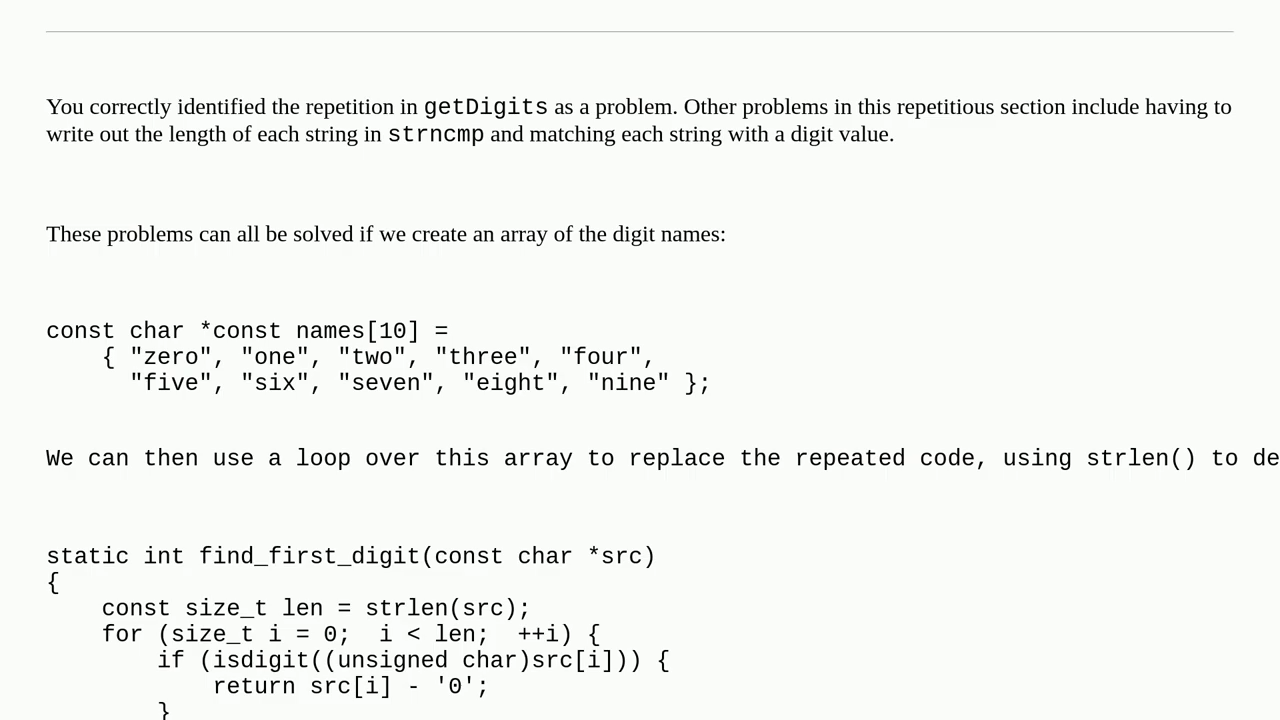 You correctly identified the repetition in getDigits as a problem. Other problems in this repetitious section include having to
write out the length of each string in strncmp and matching each string with a digit value.
These problems can all be solved if we create an array of the digit names:
const char *const names[10] =
    { "zero", "one", "two", "three", "four",
      "five", "six", "seven", "eight", "nine" };
We can then use a loop over this array to replace the repeated code, using strlen() to de
static int find_first_digit(const char *src)
{
    const size_t len = strlen(src);
    for (size_t i = 0;  i < len;  ++i) {
        if (isdigit((unsigned char)src[i])) {
            return src[i] - '0';
        }